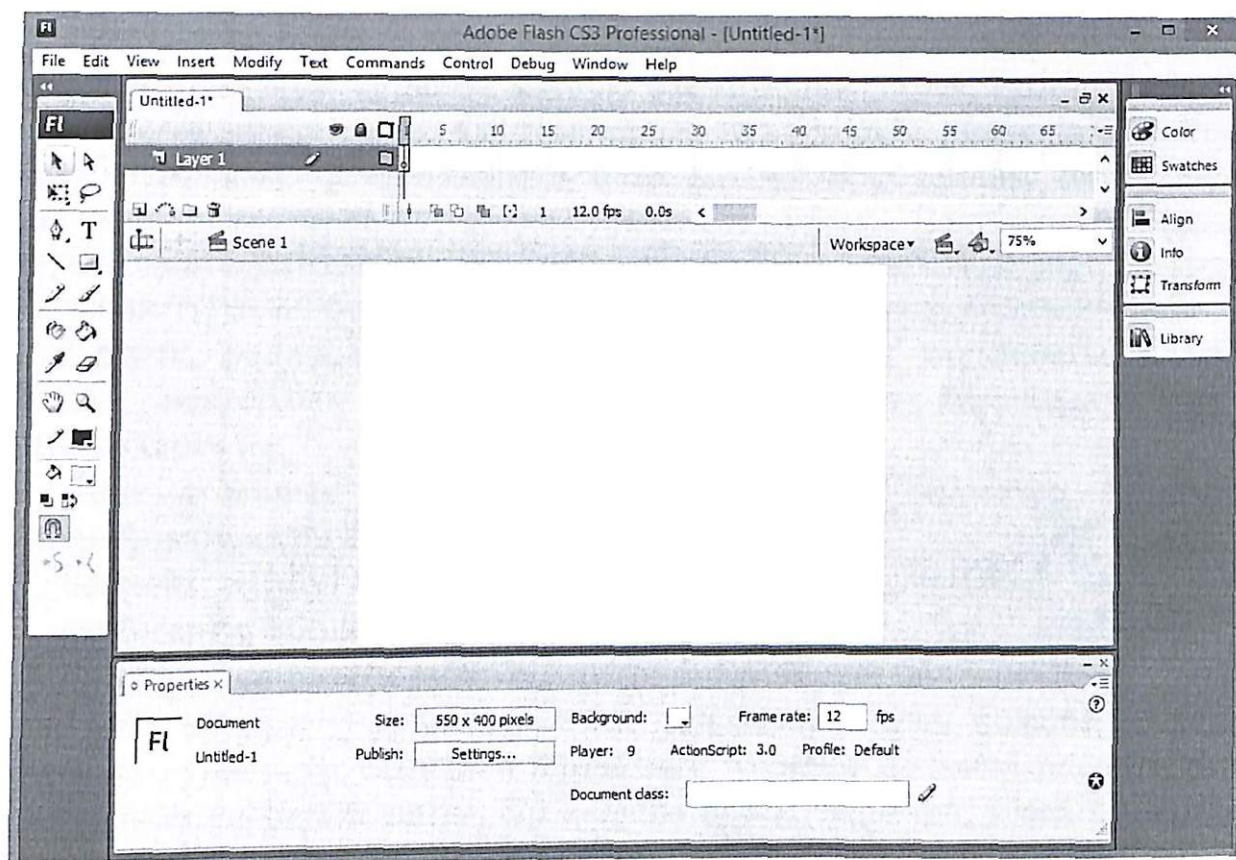 Fl Adobe Flash CS3 Professional - [Untitled-1*]
File Edit View Insert Modify Text Commands Control Debug Window Help
Untitled-1*
Fl
1 5 10 15 20 25 30 35 40 45 50 55 60 65
Layer 1
1 12.0 fps 0.0s
Scene 1 Workspace 75%
T
Color
Swatches
Align
Info
Transform
Library
Properties
Fl
Document
Untitled-1
Size: 550 x 400 pixels Background: Frame rate: 12 fps
Publish: Settings... Player: 9 ActionScript: 3.0 Profile: Default
Document class: